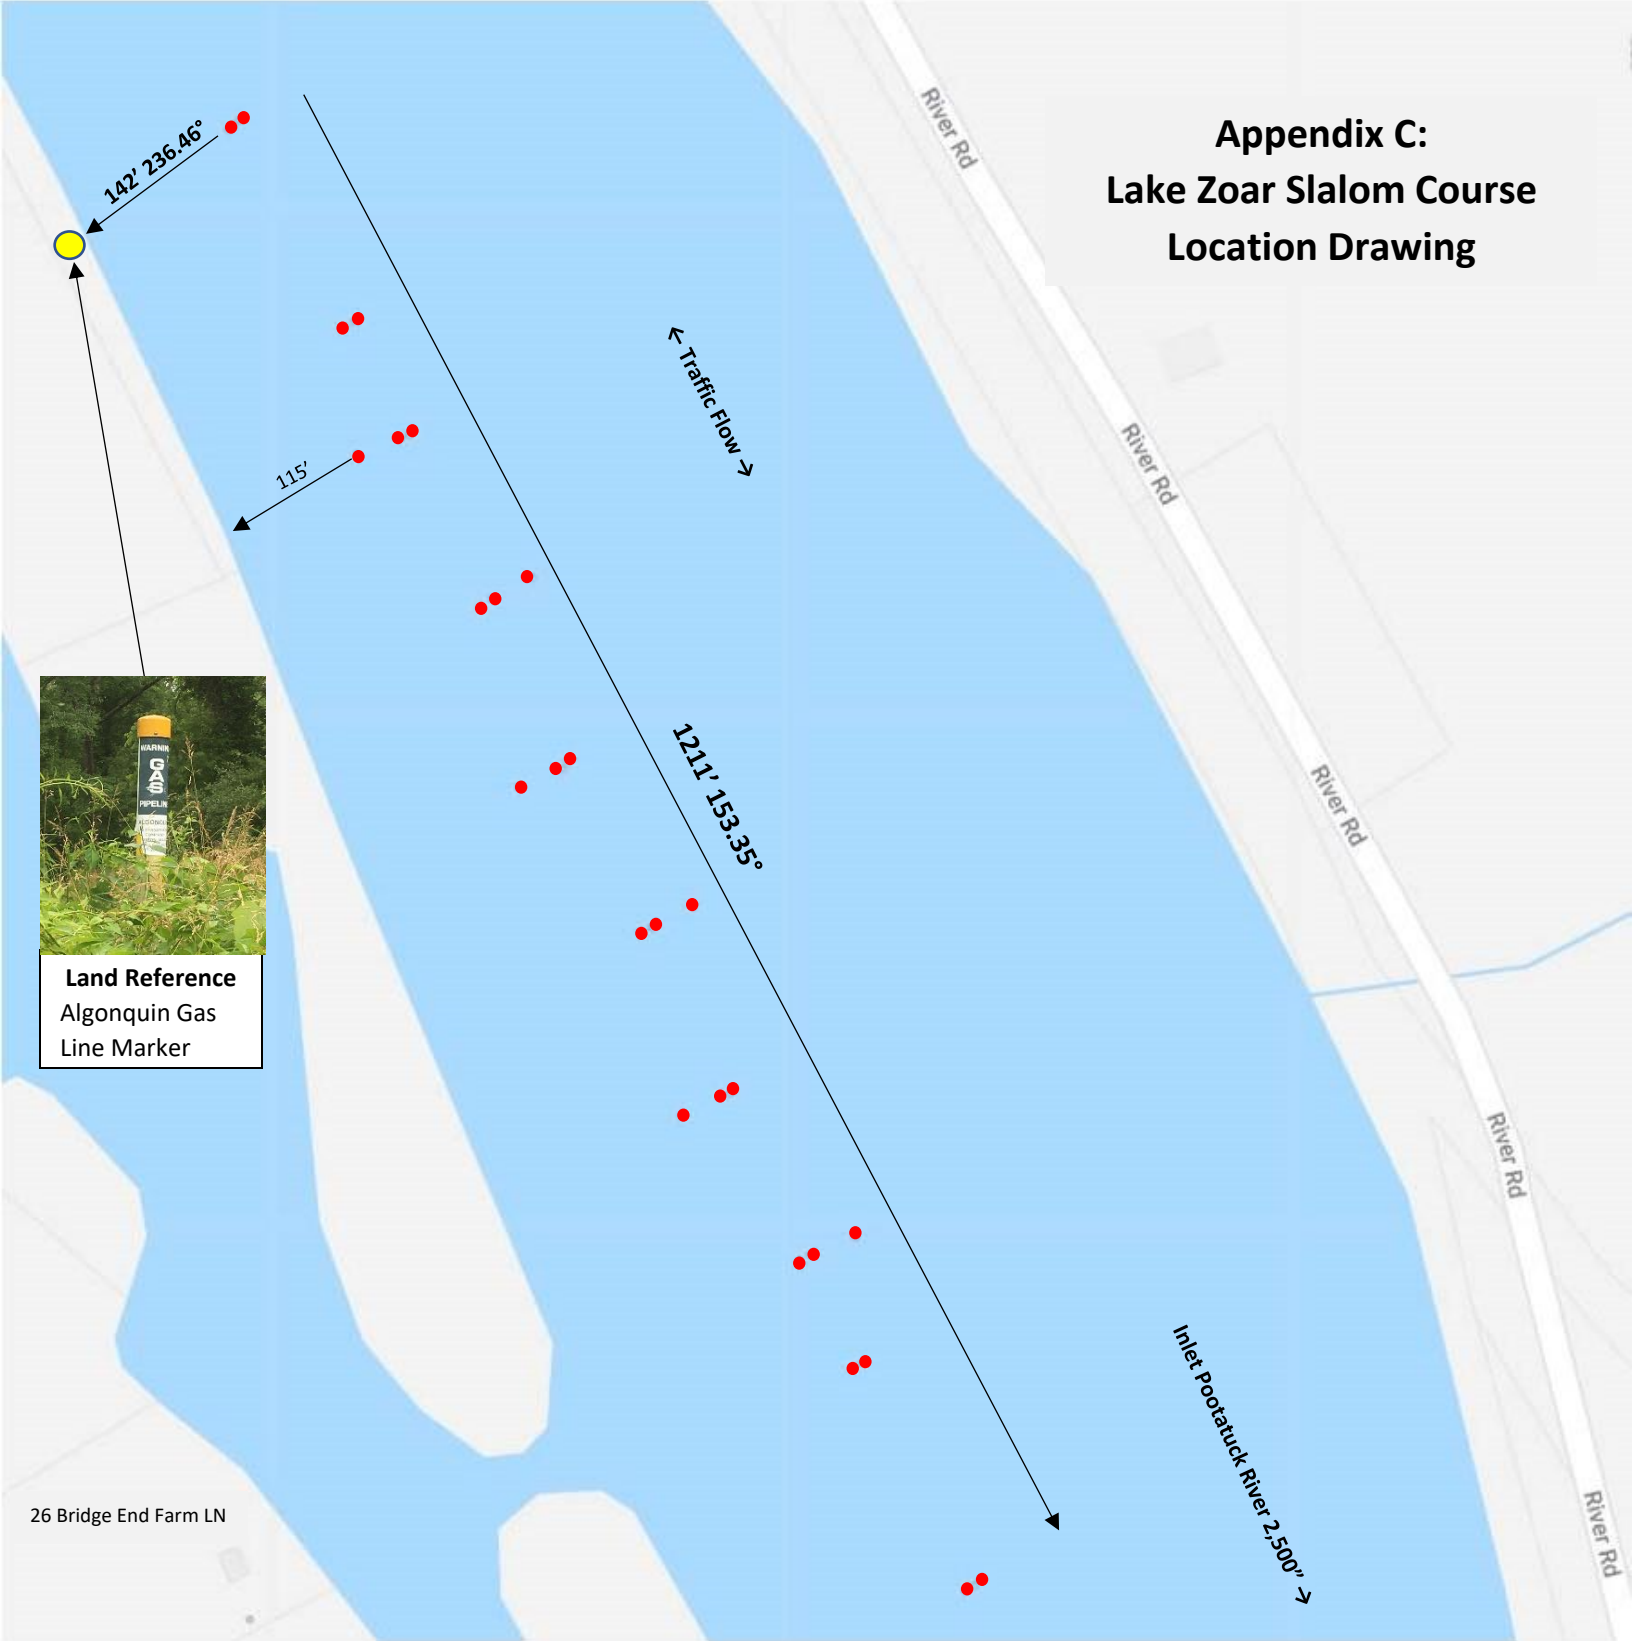 Appendix C:
Lake Zoar Slalom Course
Location Drawing
River Rd
142’ 236.46°
← Traffic Flow →
River Rd
115’
1211’ 153.35°
River Rd
WARNIN
GAS
PIPELIN
Land Reference
Algonquin Gas
Line Marker
River Rd
Inlet Pootatuck River 2,500” →
26 Bridge End Farm LN
River Rd